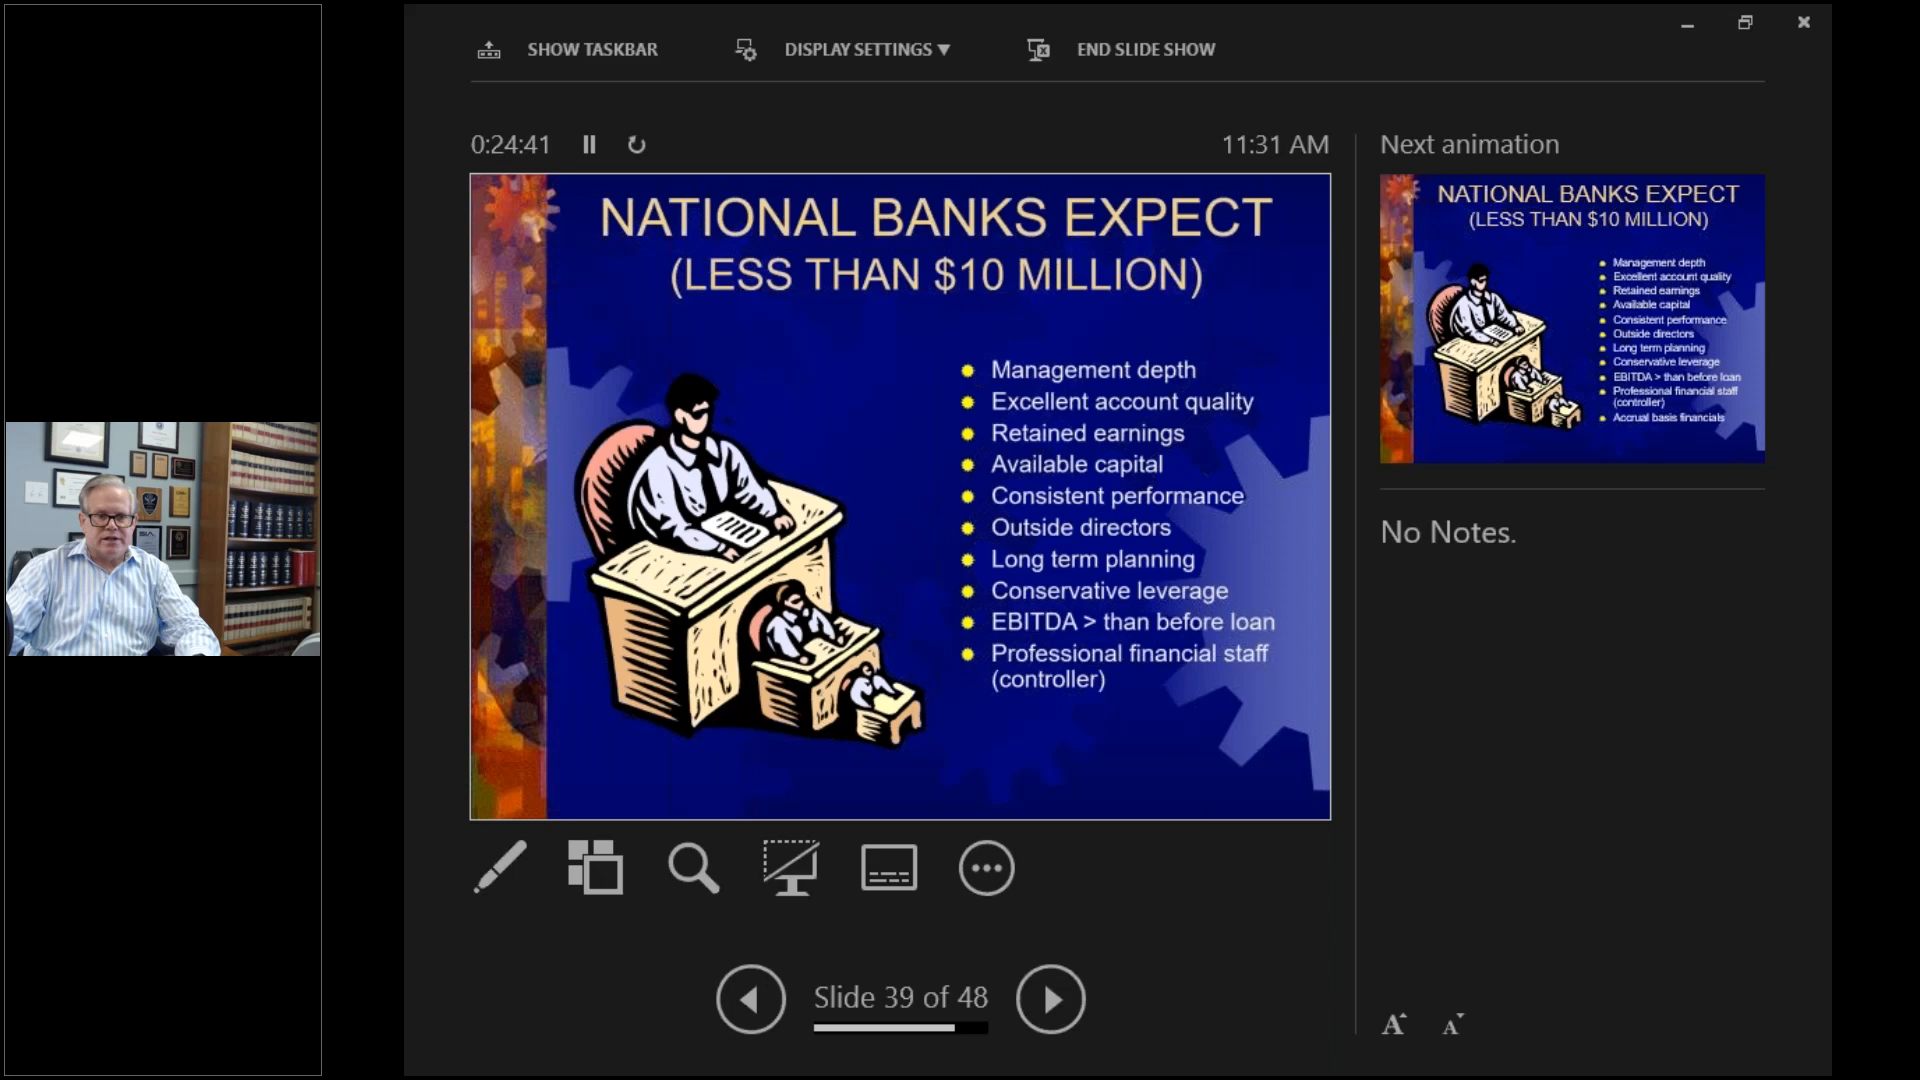 SHOW TASKBAR
DISPLAY SETTINGS ▼
END SLIDE SHOW
0:24:41
11:31 AM
Next animation
NATIONAL BANKS EXPECT
(LESS THAN $10 MILLION)
Management depth
Excellent account quality
Retained earnings
Available capital
Consistent performance
Outside directors
Long term planning
Conservative leverage
EBITDA > than before loan
Professional financial staff
(controller)
NATIONAL BANKS EXPECT
(LESS THAN $10 MILLION)
Management depth
Excellent account quality
Retained earnings
Available capital
Consistent performance
Outside directors
Long term planning
Conservative leverage
EBITDA > than before loan
Professional financial staff
(controller)
Accrual basis financials
No Notes.
Slide 39 of 48
A
A